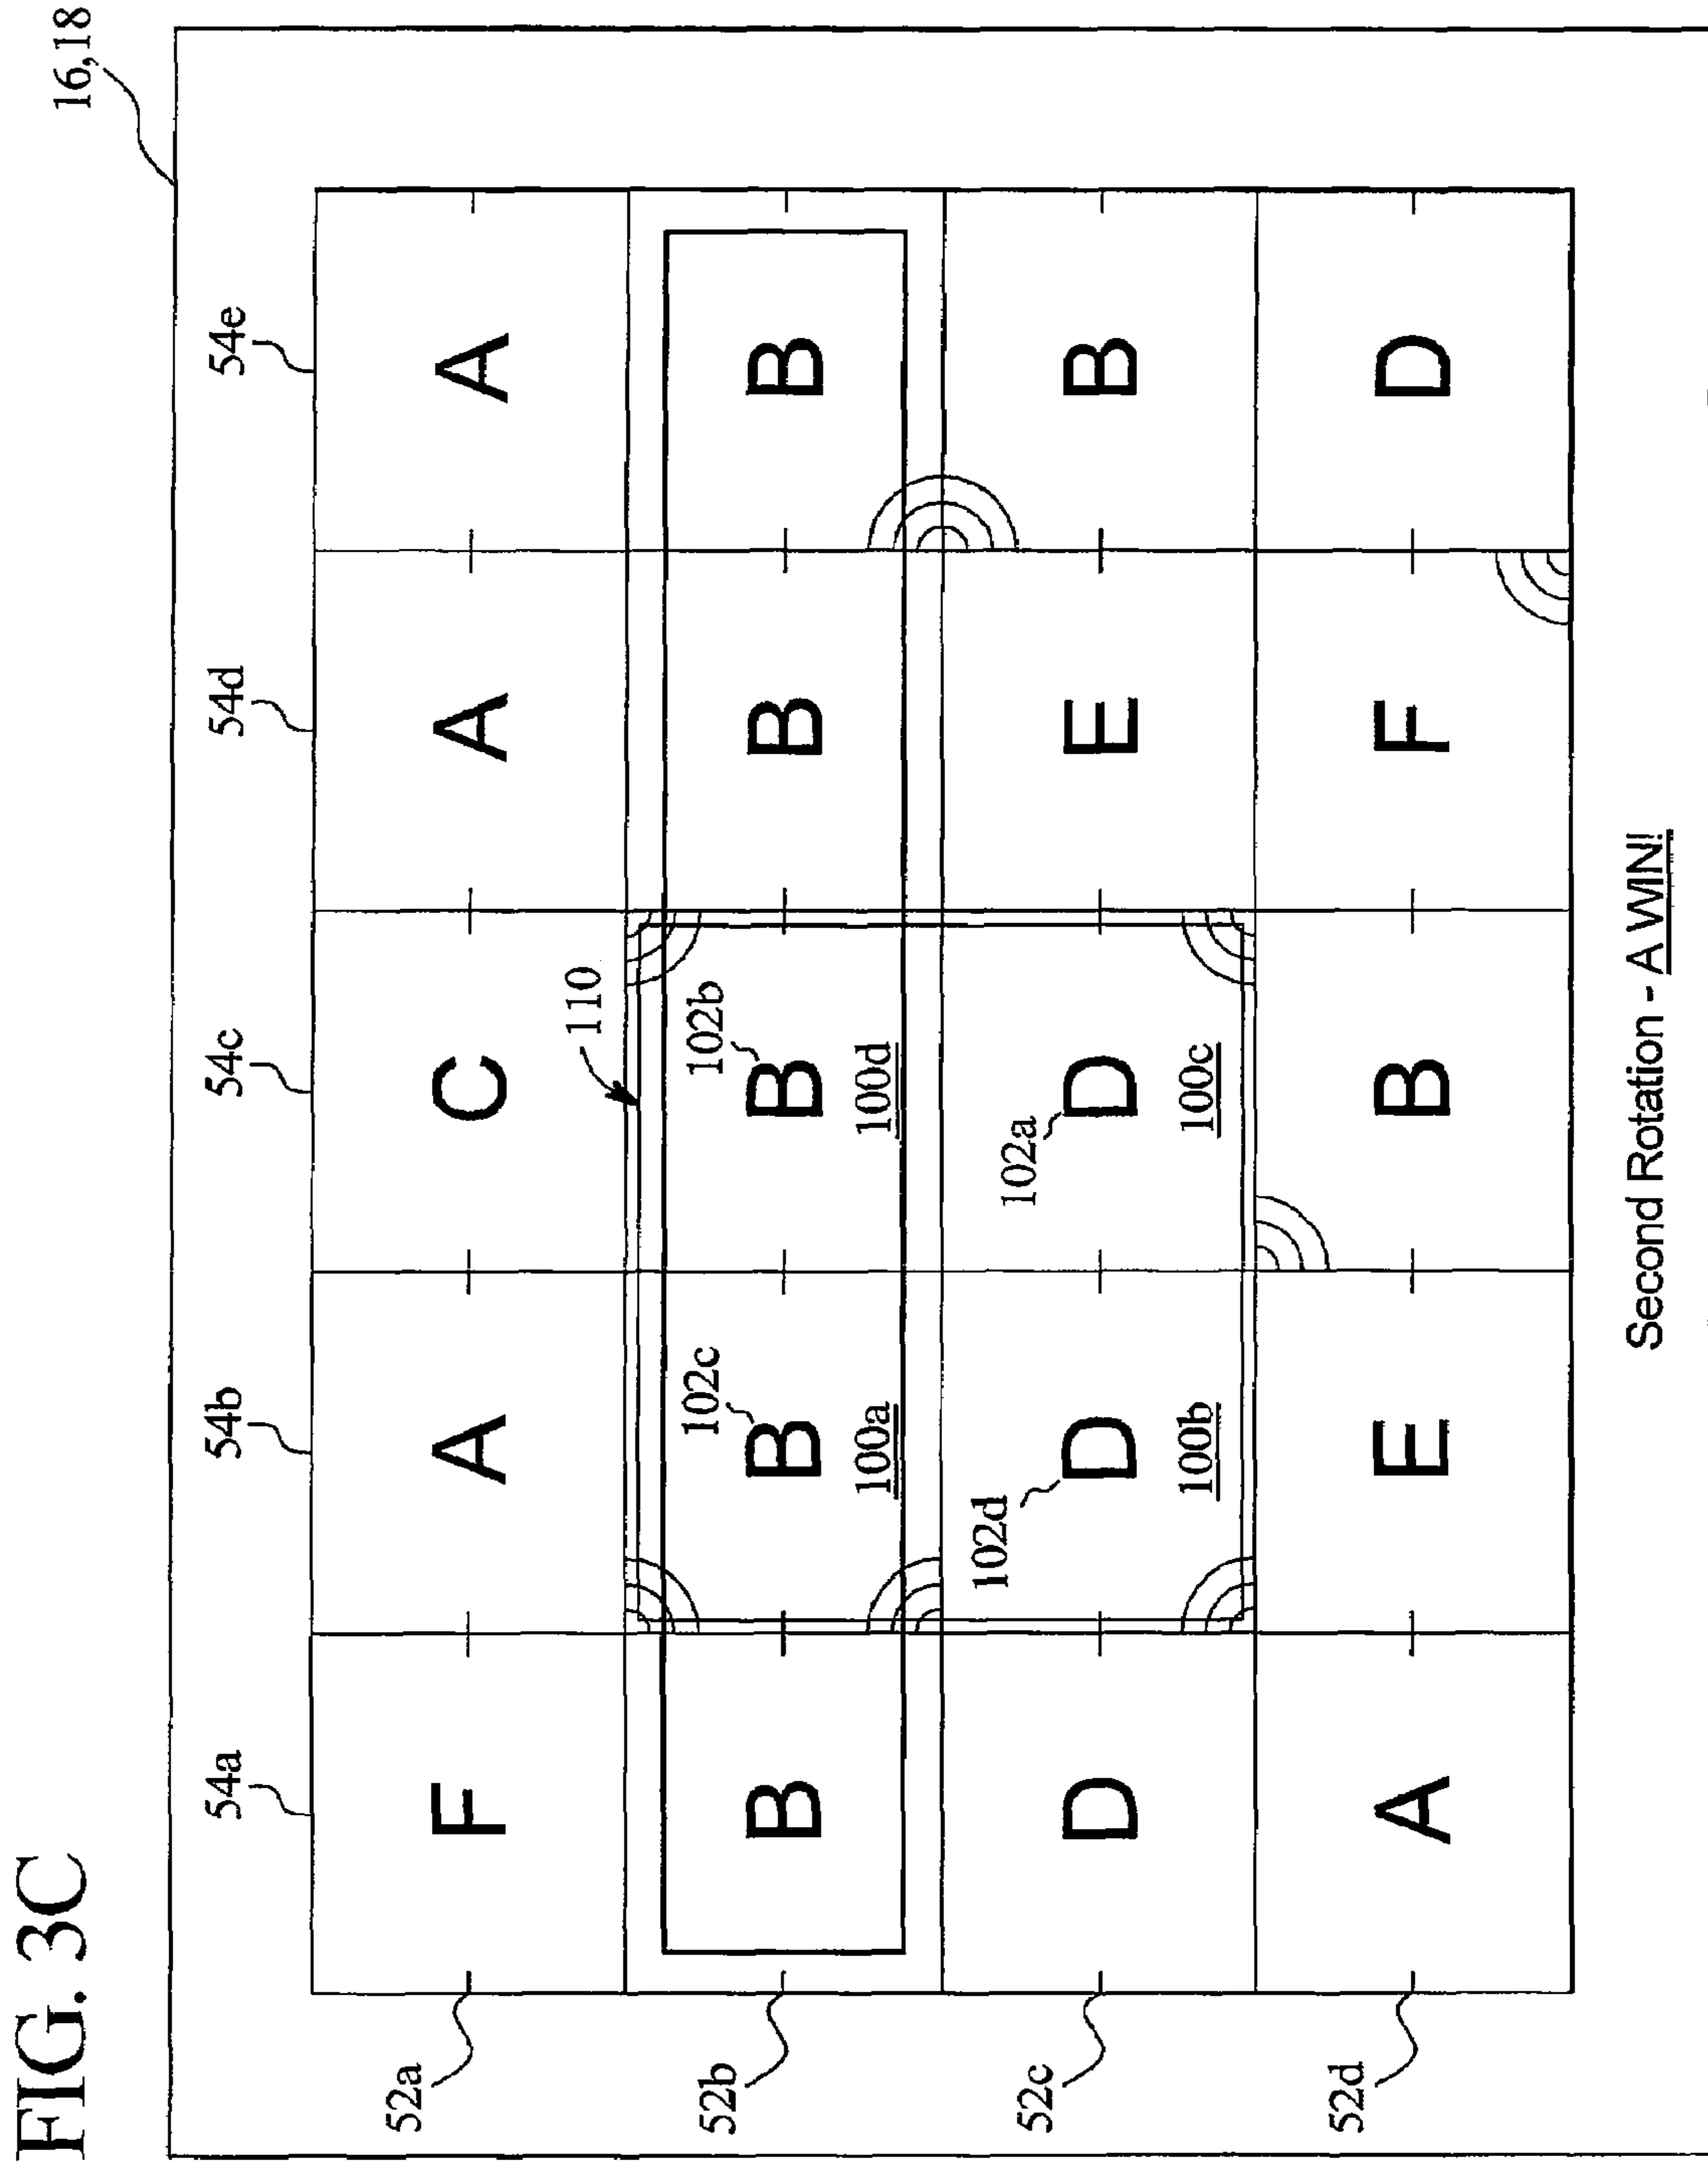 FIG. 3C
16,18
54a 54b 54c 54d 54e
52a F A C A A
110
102c 102b
52b B B B B B
100a 100d
102d 102a
52c D D D E B
100b 100c
52d A E B F D
Second Rotation - A WIN!